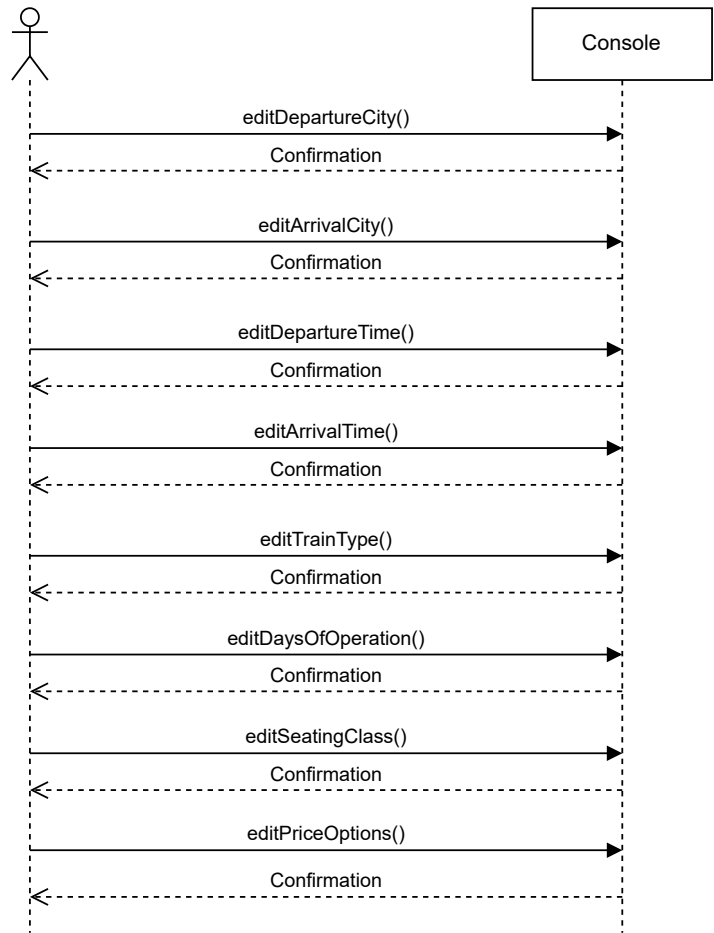 Console
editDepartureCity()
Confirmation
editArrivalCity()
Confirmation
editDepartureTime()
Confirmation
editArrivalTime()
Confirmation
editTrainType()
Confirmation
editDaysOfOperation()
Confirmation
editSeatingClass()
Confirmation
editPriceOptions()
Confirmation